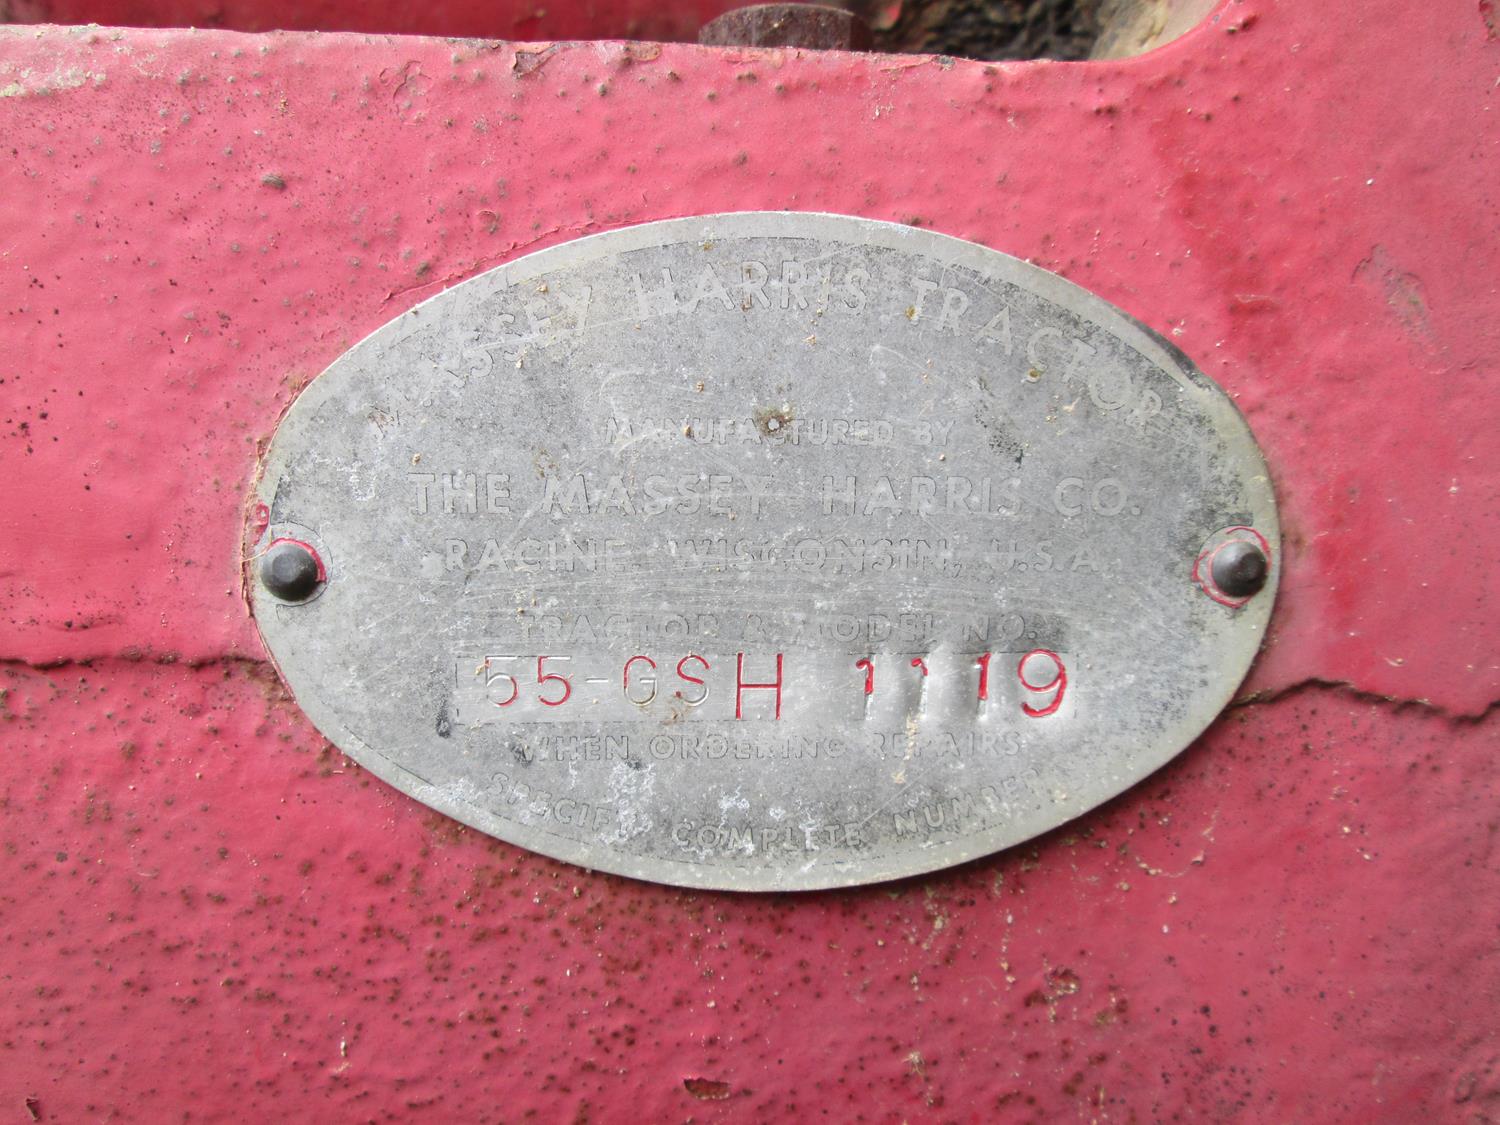 MASSEY HARRIS TRACTOR
MANUFACTURED BY
THE MASSEY-HARRIS CO.
RACINE, WISCONSIN, U.S.A.
TRACTOR & MODEL NO.
55-GSH 1119
WHEN ORDERING REPAIRS
SPECIFY COMPLETE NUMBER